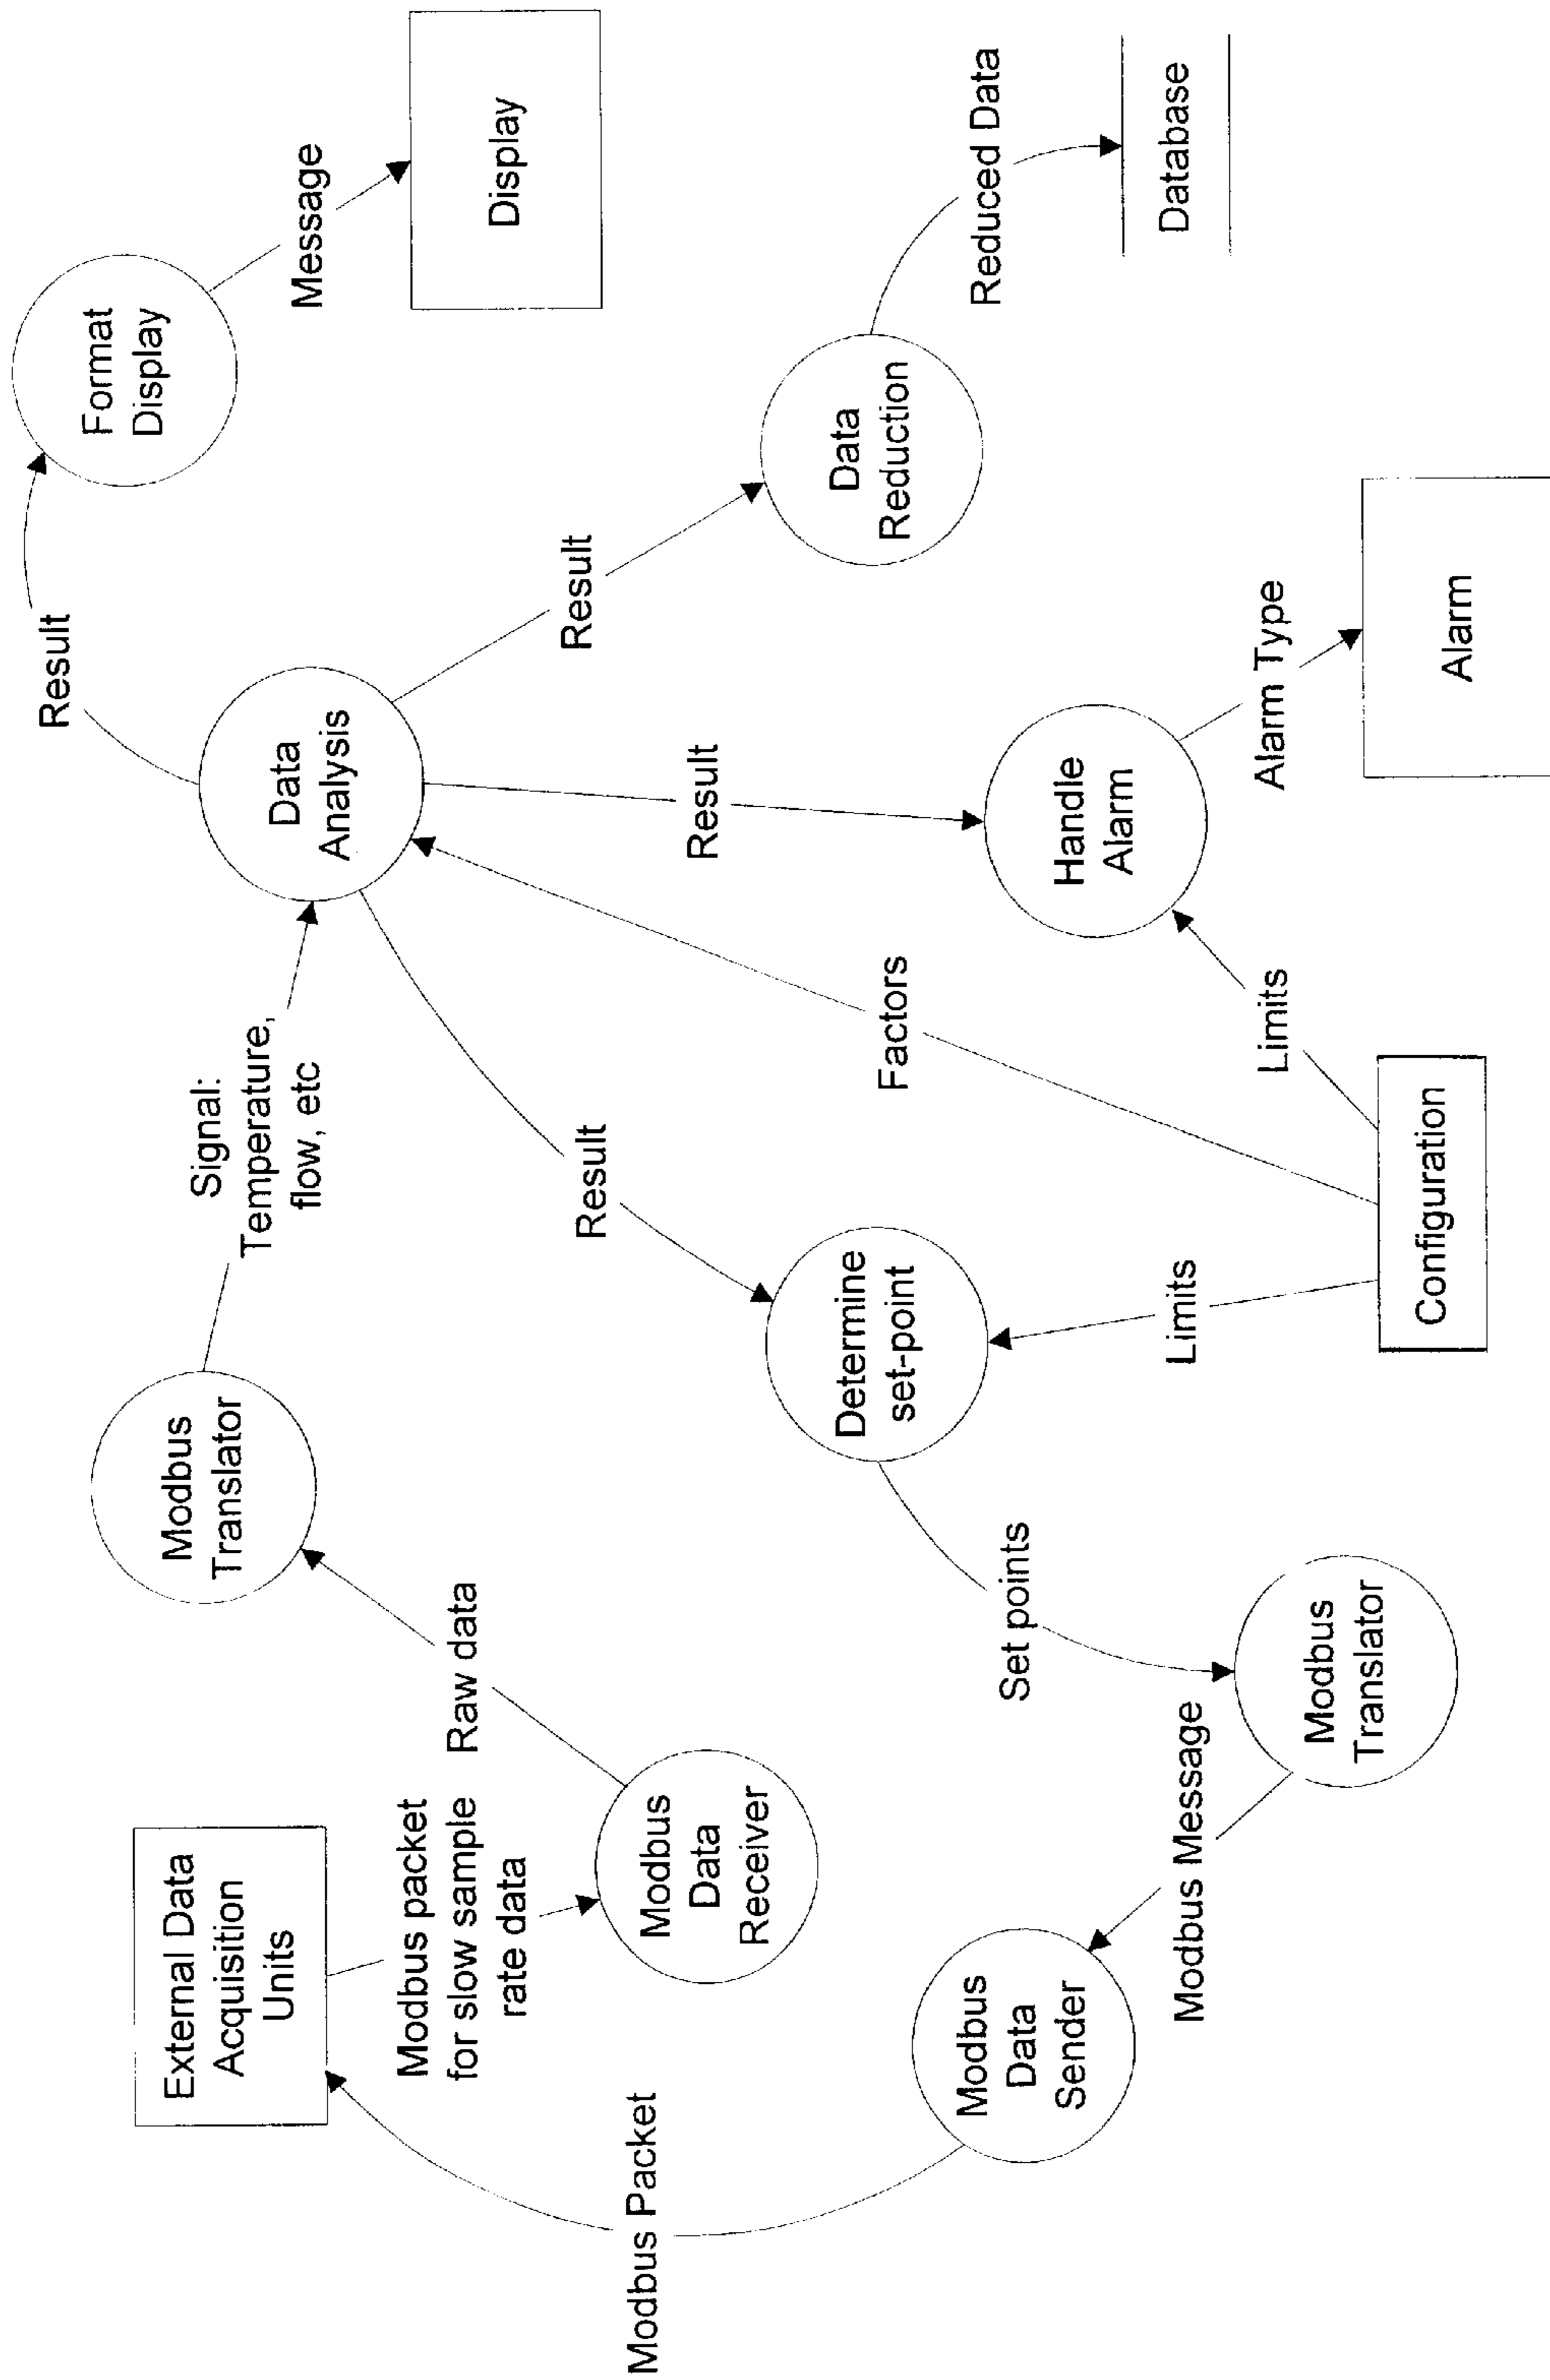 External Data
Acquisition
Units
Modbus packet
for slow sample
rate data
Modbus
Data
Receiver
Raw data
Modbus
Translator
Signal:
Temperature,
flow, etc
Data
Analysis
Result
Format
Display
Message
Display
Result
Data
Reduction
Reduced Data
Database
Result
Handle
Alarm
Alarm Type
Alarm
Factors
Limits
Configuration
Limits
Result
Determine
set-point
Set points
Modbus
Translator
Modbus Message
Modbus
Data
Sender
Modbus Packet